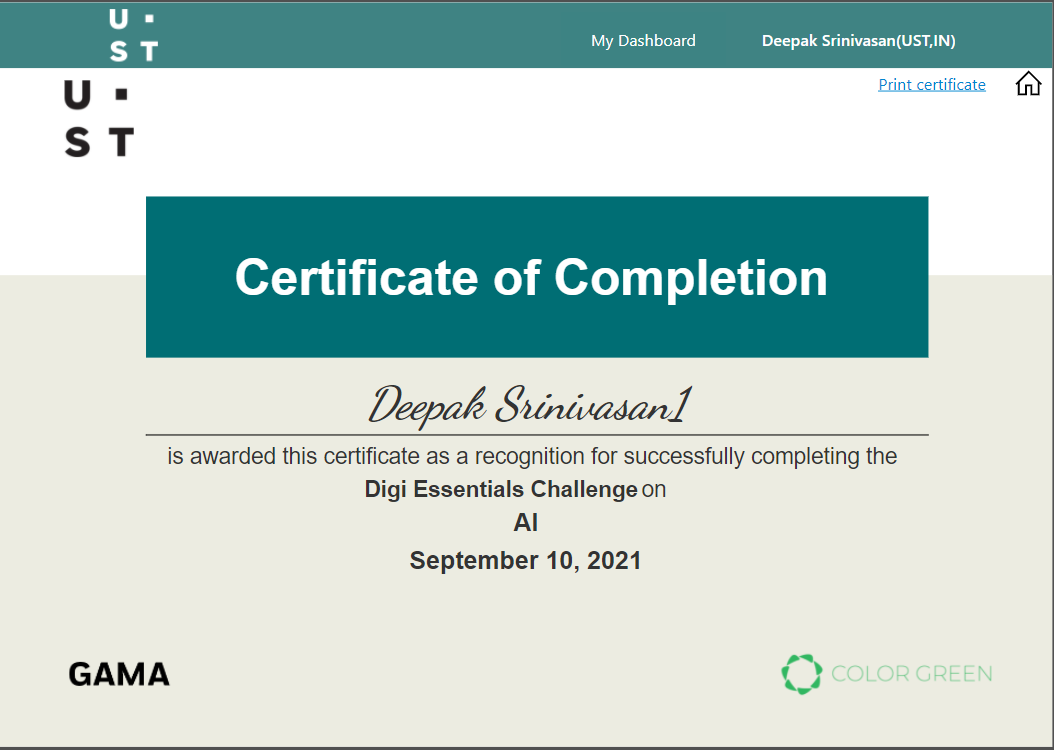 U ▪
S T
My Dashboard
Deepak Srinivasan(UST,IN)
Print certificate
U ▪
S T
Certificate of Completion
Deepak Srinivasan1
is awarded this certificate as a recognition for successfully completing the
Digi Essentials Challenge on
AI
September 10, 2021
GAMA
COLOR GREEN